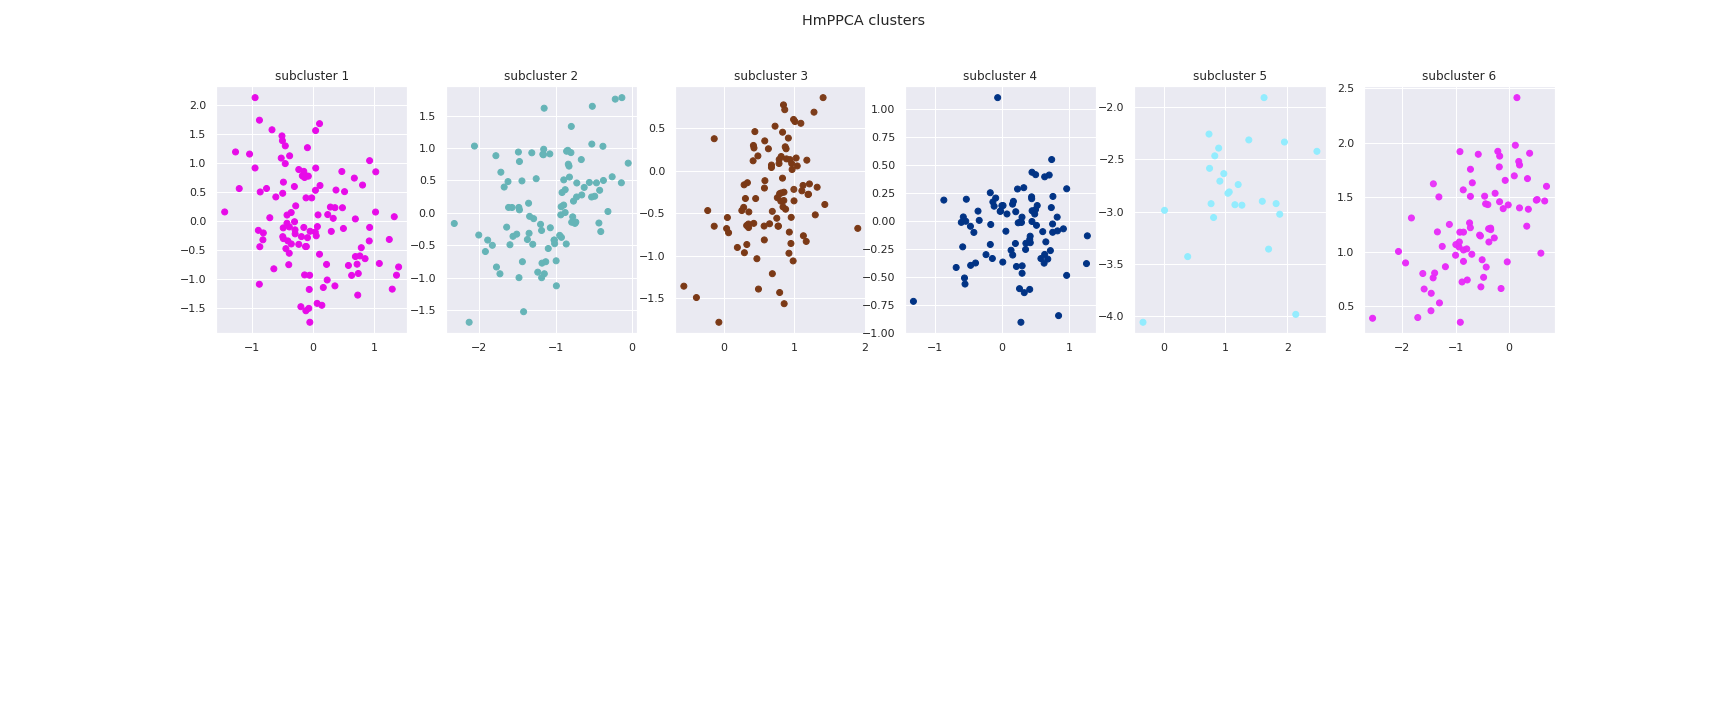 HmPPCA clusters
subcluster 1 subcluster 2 subcluster 3 subcluster 4 subcluster 5 subcluster 6
2.0 1.5 1.0 0.5 0.0 −0.5 −1.0 −1.5
−1 0 1
1.5 1.0 0.5 0.0 −0.5 −1.0 −1.5
−2 −1 0
0.5 0.0 −0.5 −1.0 −1.5
0 1 2
1.00 0.75 0.50 0.25 0.00 −0.25 −0.50 −0.75 −1.00
−1 0 1
−2.0 −2.5 −3.0 −3.5 −4.0
0 1 2
2.5 2.0 1.5 1.0 0.5
−2 −1 0